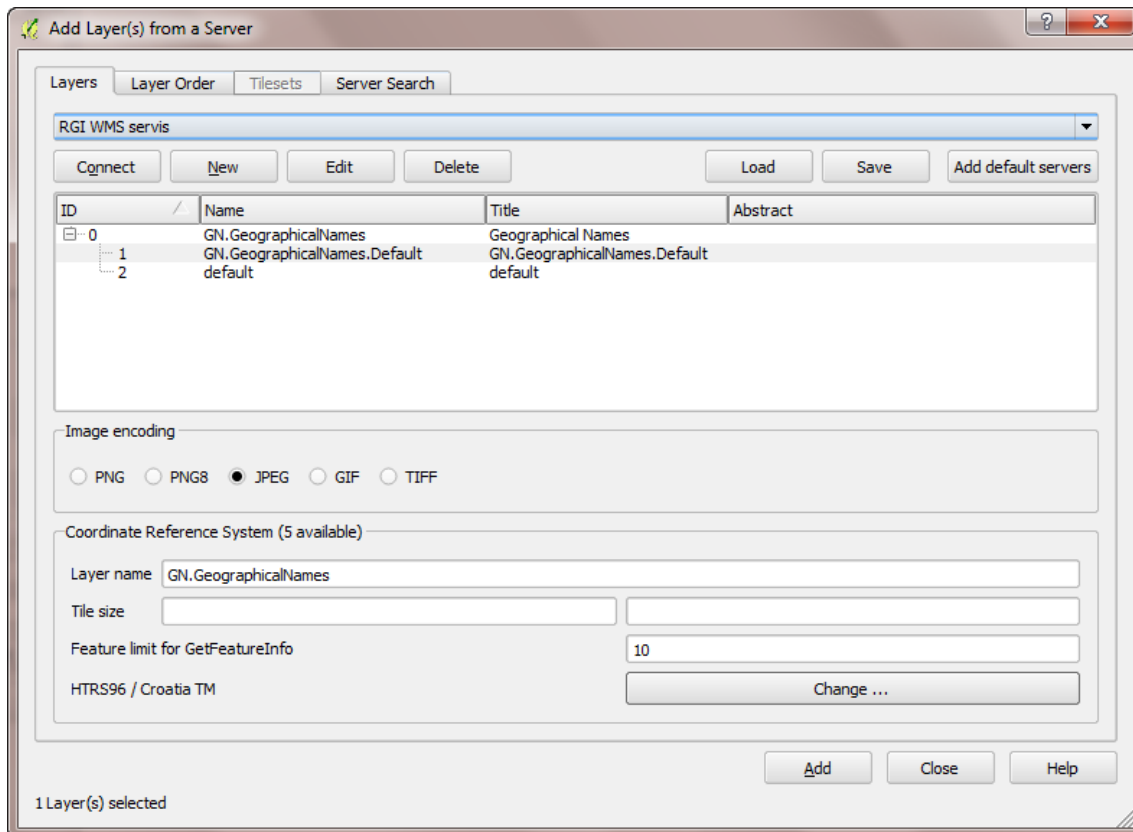 Add Layer(s) from a Server
Layers Layer Order Tilesets Server Search
RGI WMS servis
Connect New Edit Delete Load Save Add default servers
ID Name Title Abstract
0 GN.GeographicalNames Geographical Names
1 GN.GeographicalNames.Default GN.GeographicalNames.Default
2 default default
Image encoding
PNG PNG8 JPEG GIF TIFF
Coordinate Reference System (5 available)
Layer name GN.GeographicalNames
Tile size
Feature limit for GetFeatureInfo 10
HTRS96 / Croatia TM Change ...
Add Close Help
1 Layer(s) selected